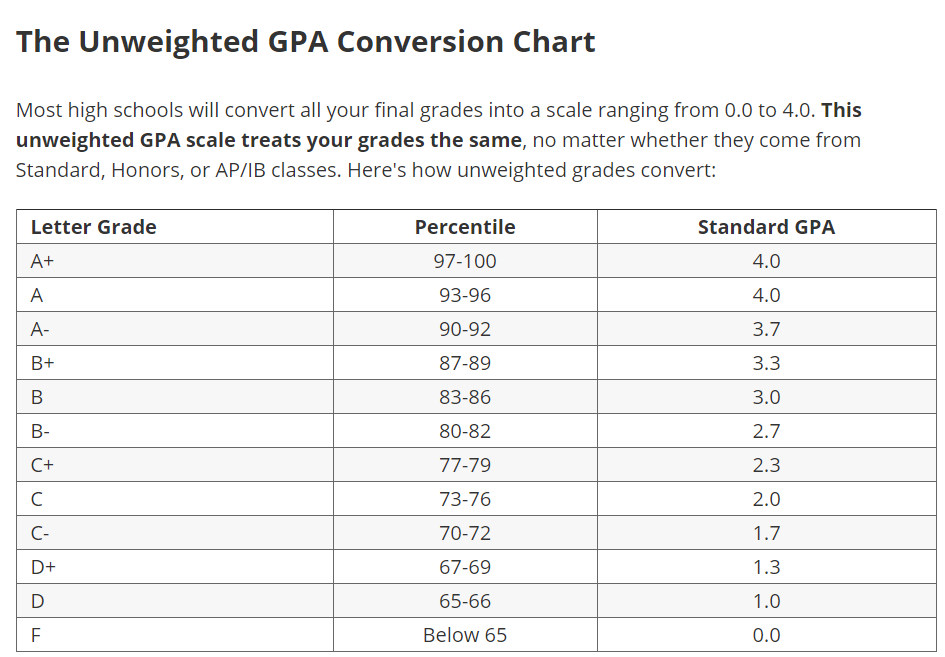 The Unweighted GPA Conversion Chart
Most high schools will convert all your final grades into a scale ranging from 0.0 to 4.0. This
unweighted GPA scale treats your grades the same, no matter whether they come from
Standard, Honors, or AP/IB classes. Here's how unweighted grades convert:
Letter Grade Percentile Standard GPA
A+ 97-100 4.0
A 93-96 4.0
A- 90-92 3.7
B+ 87-89 3.3
B 83-86 3.0
B- 80-82 2.7
C+ 77-79 2.3
C 73-76 2.0
C- 70-72 1.7
D+ 67-69 1.3
D 65-66 1.0
F Below 65 0.0